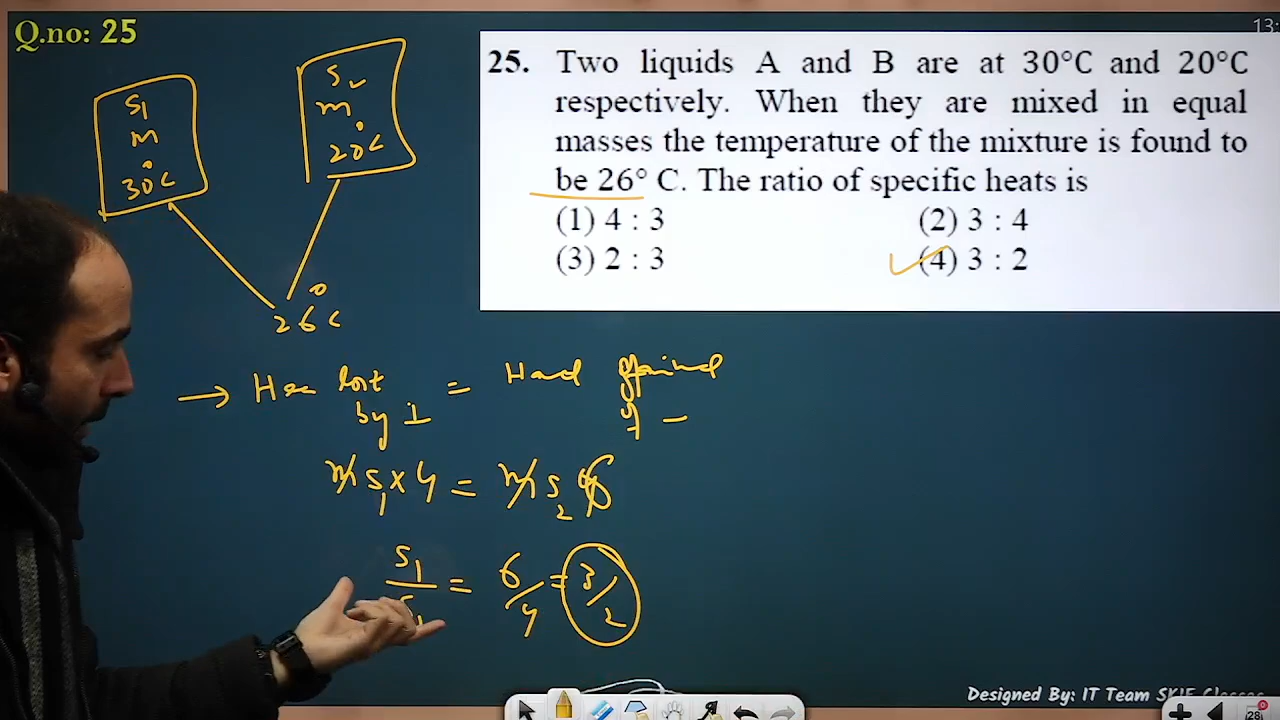 Q.no: 25
13:
S1
m
30°C
S2
m
20°C
26°C
25. Two liquids A and B are at 30°C and 20°C
respectively. When they are mixed in equal
masses the temperature of the mixture is found to
be 26° C. The ratio of specific heats is
(1) 4 : 3 (2) 3 : 4
(3) 2 : 3 (4) 3 : 2
→ lost = gained
by 1
m s1 x 4 = m s2 6
s1 = 6/4 = 3/2
Designed By: IT Team SKIE Classes
28